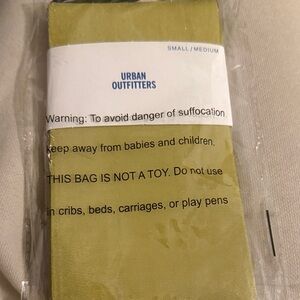 SMALL / MEDIUM
URBAN
OUTFITTERS
Warning: To avoid danger of suffocation
keep away from babies and children.
THIS BAG IS NOT A TOY. Do not use
in cribs, beds, carriages, or play pens